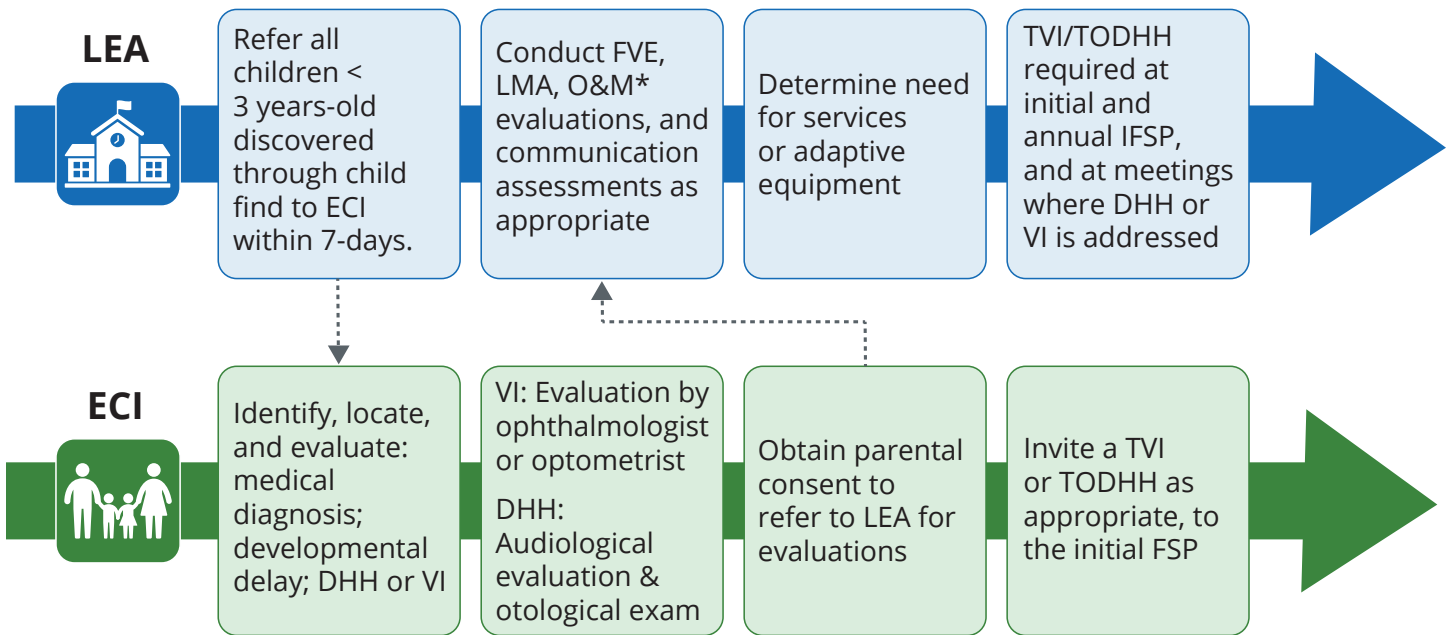 LEA
Refer all
children <
3 years-old
discovered
through child
find to ECI
within 7-days.
Conduct FVE,
LMA, O&M*
evaluations, and
communication
assessments as
appropriate
Determine need
for services
or adaptive
equipment
TVI/TODHH
required at
initial and
annual IFSP,
and at meetings
where DHH or
VI is addressed
ECI
Identify, locate,
and evaluate:
medical
diagnosis;
developmental
delay; DHH or VI
VI: Evaluation by
ophthalmologist
or optometrist
DHH:
Audiological
evaluation &
otological exam
Obtain parental
consent to
refer to LEA for
evaluations
Invite a TVI
or TODHH as
appropriate, to
the initial FSP